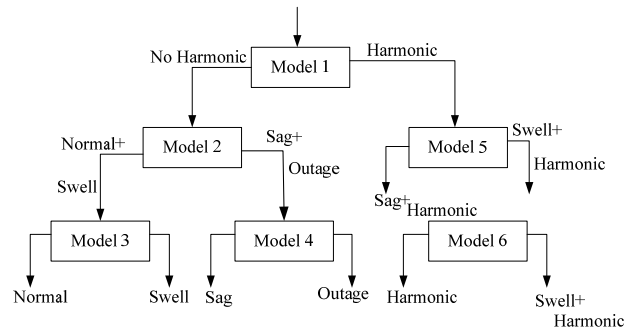 No Harmonic
Harmonic
Model 1
Normal+
Swell
Model 2
Sag+
Outage
Model 5
Swell+
Harmonic
Sag+
Harmonic
Model 3
Model 4
Model 6
Normal
Swell
Sag
Outage
Harmonic
Swell+
Harmonic